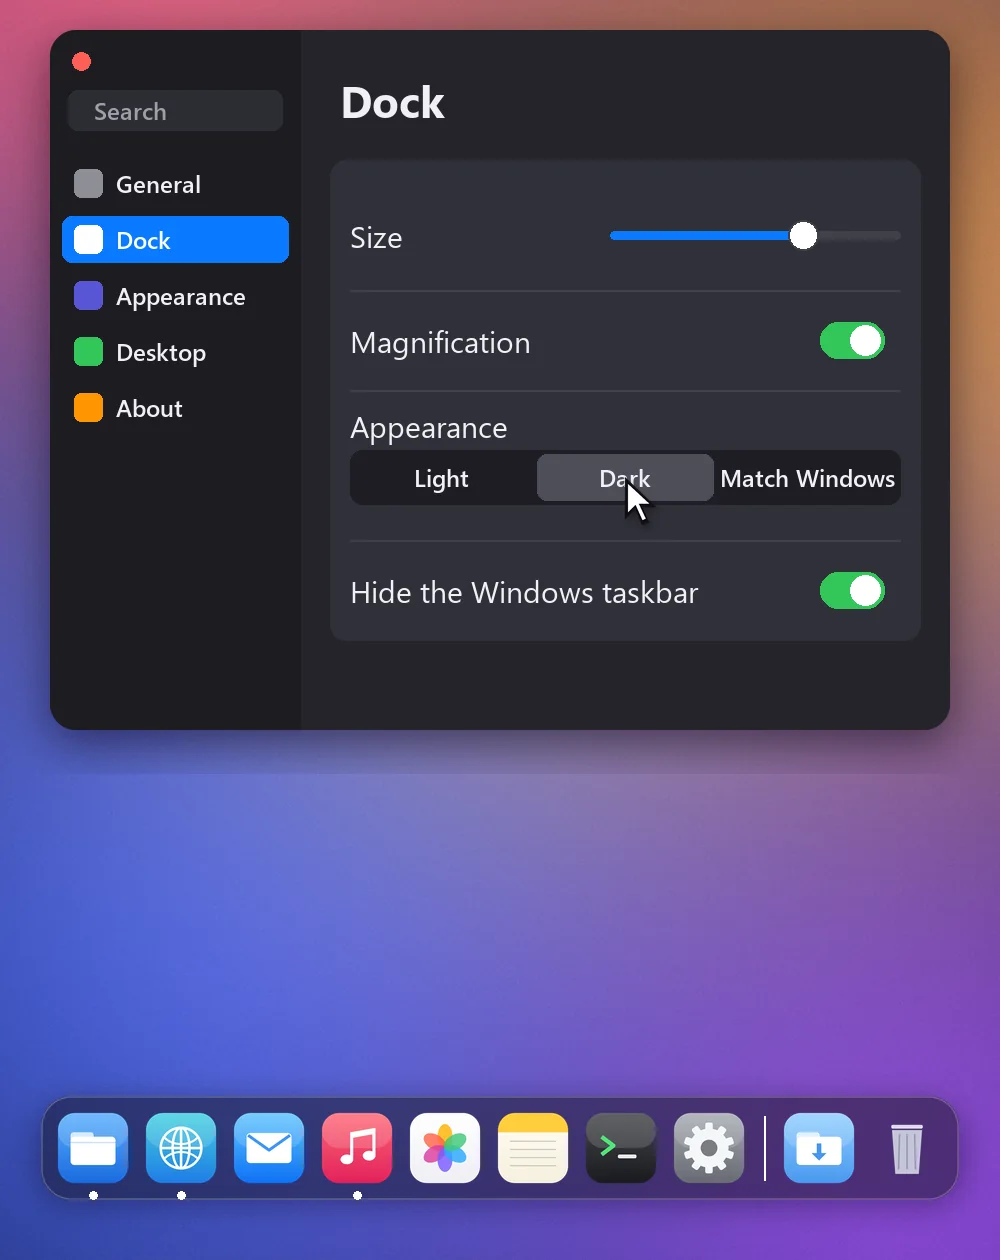 Dock
Search
General
Dock
Appearance
Desktop
About
Size
Magnification
Appearance
Light Dark Match Windows
Hide the Windows taskbar